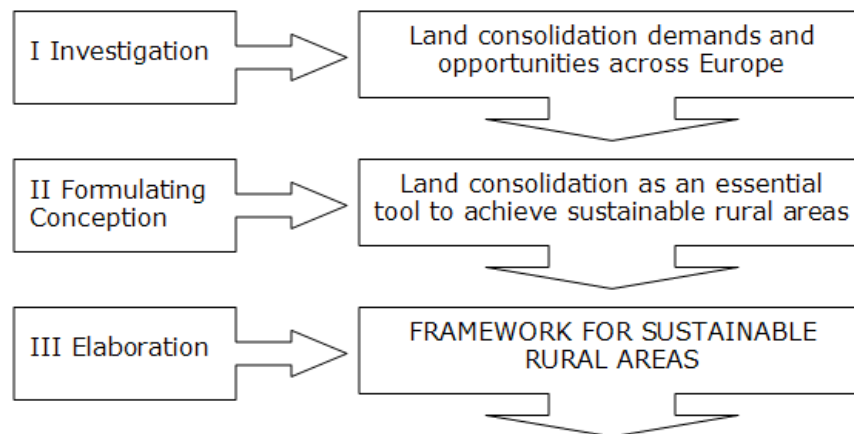 I Investigation
Land consolidation demands and
opportunities across Europe
II Formulating
Conception
Land consolidation as an essential
tool to achieve sustainable rural areas
III Elaboration
FRAMEWORK FOR SUSTAINABLE
RURAL AREAS